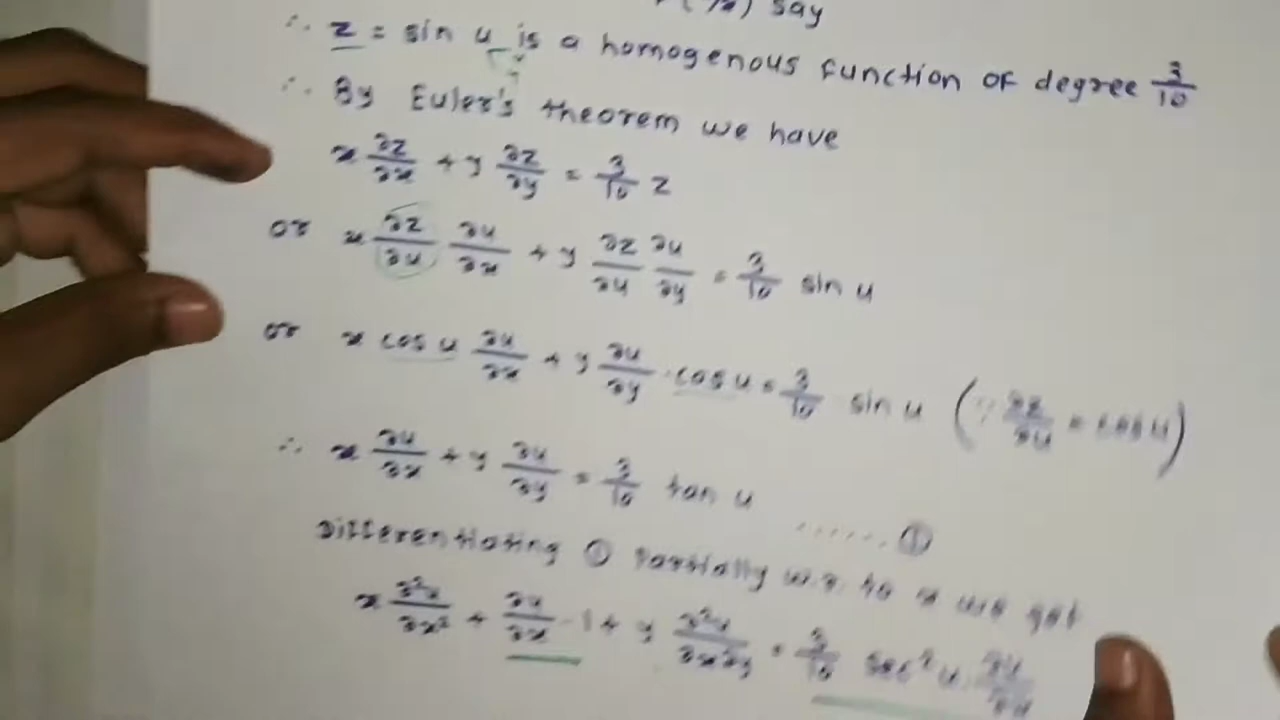 (y/x) say
∴ z = sin u is a homogenous function of degree 3/10
∴ By Euler's theorem we have
x ∂z/∂x + y ∂z/∂y = 3/10 z
or x ∂z/∂u ∂u/∂x + y ∂z/∂u ∂u/∂y = 3/10 sin u
or x cos u ∂u/∂x + y ∂u/∂y . cos u = 3/10 sin u (∵ ∂z/∂u = cos u)
∴ x ∂u/∂x + y ∂u/∂y = 3/10 tan u ...... ①
Differentiating ① Partially w.r. to x we get
x ∂²u/∂x² + ∂u/∂x . 1 + y ∂²u/∂x∂y = 3/10 sec² u . ∂u/∂x